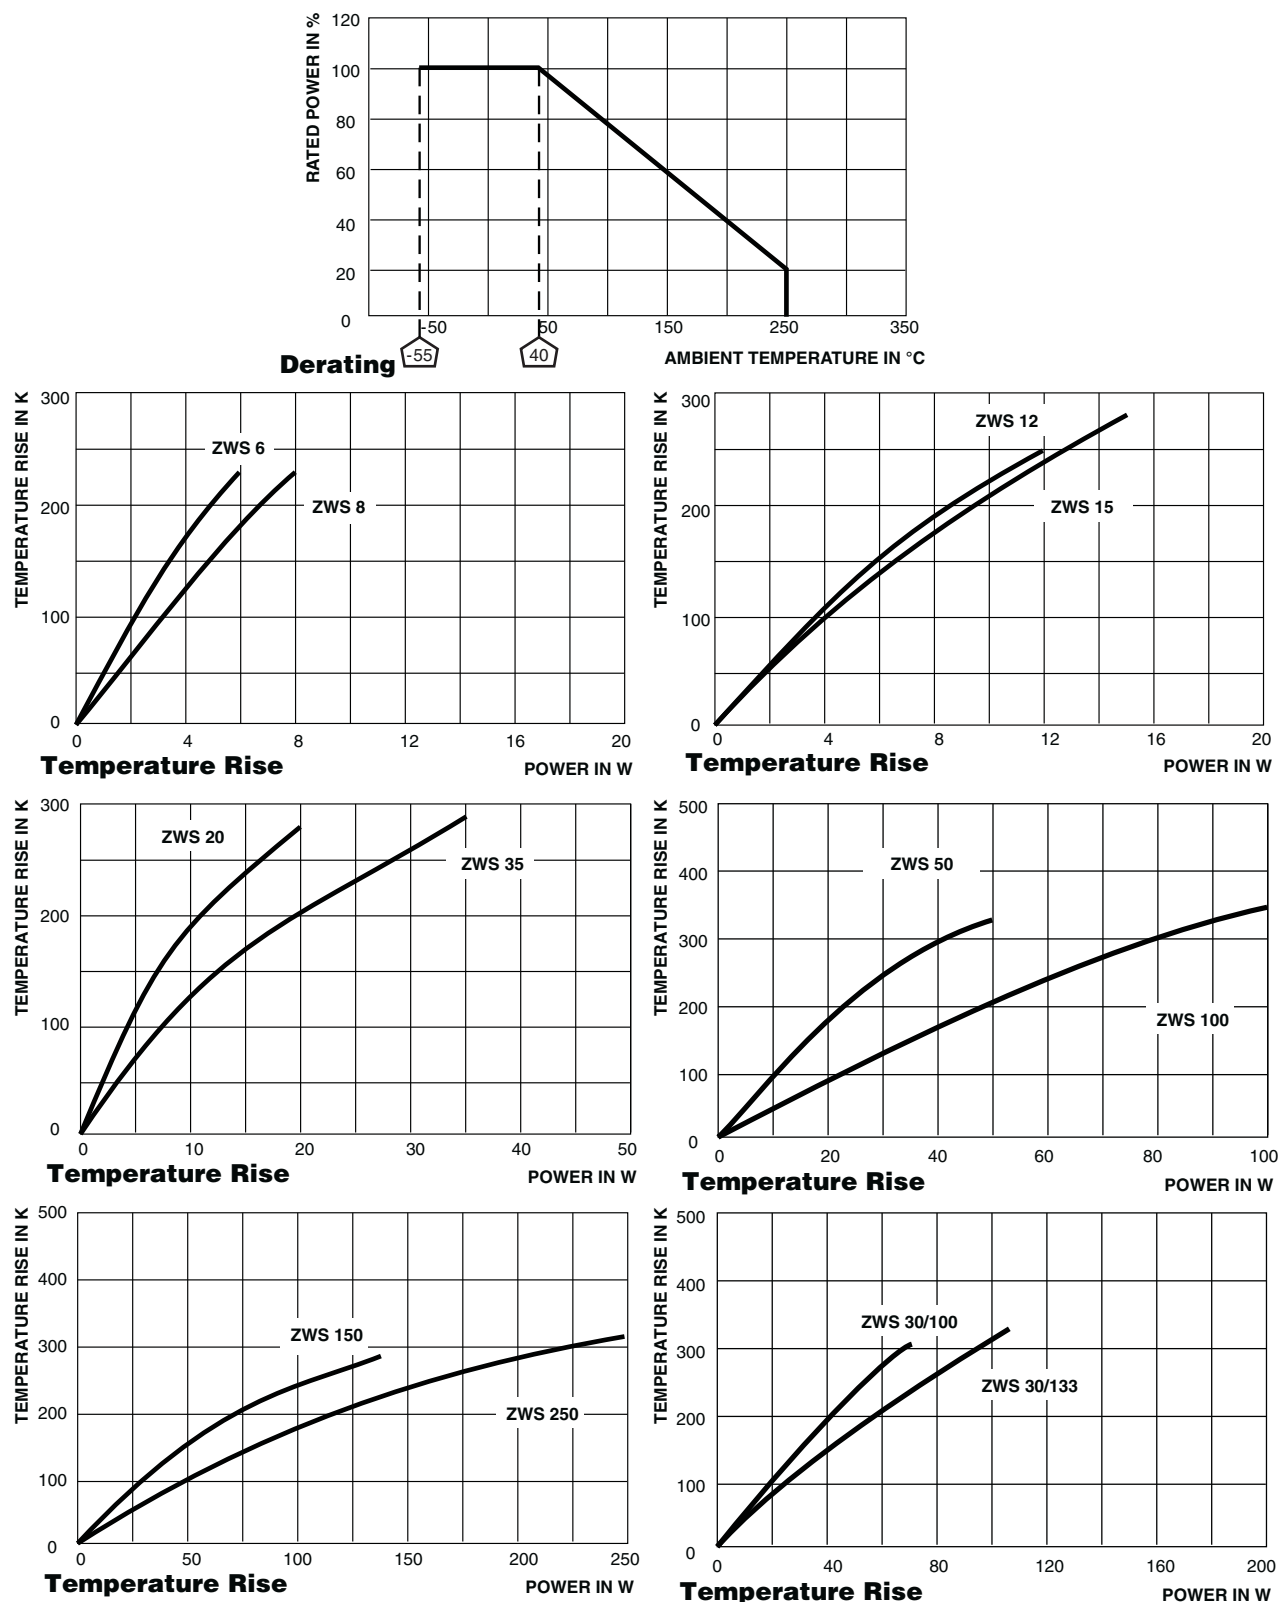 RATED POWER IN %
120
100
80
60
40
20
0
-50
50
150
250
350
-55
40
Derating
AMBIENT TEMPERATURE IN °C
TEMPERATURE RISE IN K
300
200
100
0
ZWS 6
ZWS 8
0 4 8 12 16 20
Temperature Rise
POWER IN W
TEMPERATURE RISE IN K
300
200
100
0
ZWS 12
ZWS 15
0 4 8 12 16 20
Temperature Rise
POWER IN W
TEMPERATURE RISE IN K
300
200
100
0
ZWS 20
ZWS 35
0 10 20 30 40 50
Temperature Rise
POWER IN W
TEMPERATURE RISE IN K
500
400
300
200
100
0
ZWS 50
ZWS 100
0 20 40 60 80 100
Temperature Rise
POWER IN W
TEMPERATURE RISE IN K
500
400
300
200
100
0
ZWS 150
ZWS 250
0 50 100 150 200 250
Temperature Rise
POWER IN W
TEMPERATURE RISE IN K
500
400
300
200
100
0
ZWS 30/100
ZWS 30/133
0 40 80 120 160 200
Temperature Rise
POWER IN W